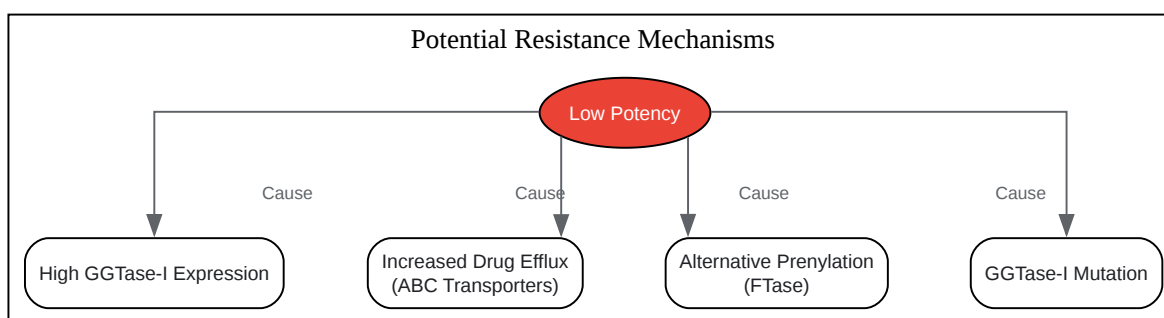 Potential Resistance Mechanisms
Low Potency
Cause
Cause
Cause
Cause
High GGTase-I Expression
Increased Drug Efflux
(ABC Transporters)
Alternative Prenylation
(FTase)
GGTase-I Mutation